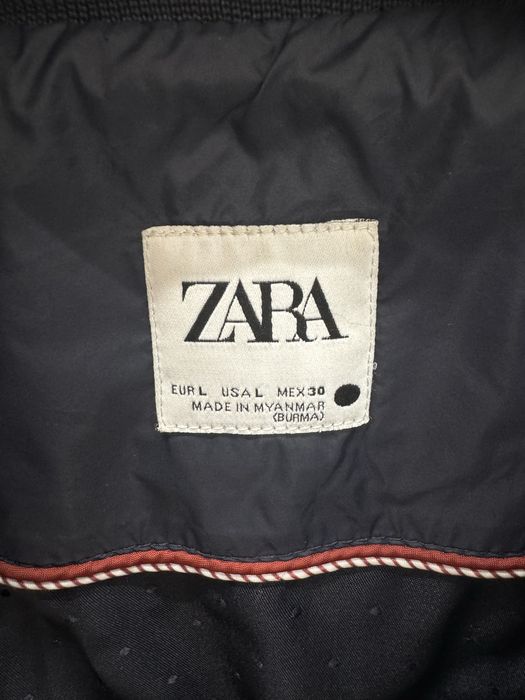 ZARA
EUR L USA L MEX 30
MADE IN MYANMAR
(BURMA)